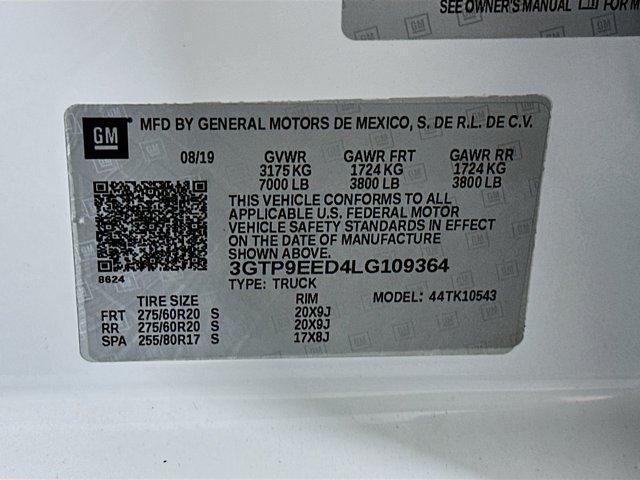 SEE OWNER'S MANUAL
GM
MFD BY GENERAL MOTORS DE MEXICO, S. DE R.L. DE C.V.
08/19 GVWR GAWR FRT GAWR RR
3175 KG 1724 KG 1724 KG
7000 LB 3800 LB 3800 LB
THIS VEHICLE CONFORMS TO ALL
APPLICABLE U.S. FEDERAL MOTOR
VEHICLE SAFETY STANDARDS IN EFFECT
ON THE DATE OF MANUFACTURE
SHOWN ABOVE.
8624
3GTP9EED4LG109364
TYPE: TRUCK MODEL: 44TK10543
TIRE SIZE RIM
FRT 275/60R20 S 20X9J
RR 275/60R20 S 20X9J
SPA 255/80R17 S 17X8J